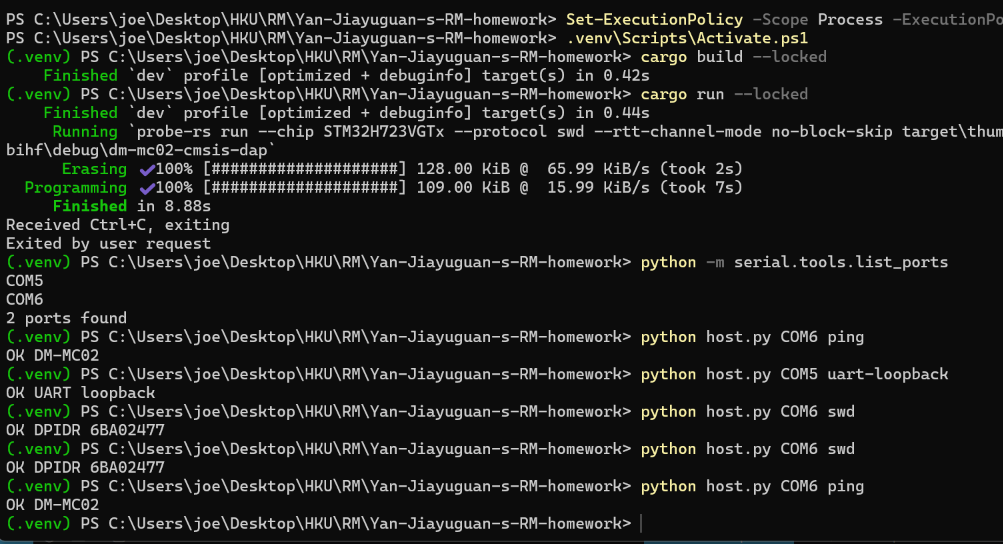 PS C:\Users\joe\Desktop\HKU\RM\Yan-Jiayuguan-s-RM-homework> Set-ExecutionPolicy -Scope Process -ExecutionPo
PS C:\Users\joe\Desktop\HKU\RM\Yan-Jiayuguan-s-RM-homework> .venv\Scripts\Activate.ps1
(.venv) PS C:\Users\joe\Desktop\HKU\RM\Yan-Jiayuguan-s-RM-homework> cargo build --locked
    Finished `dev` profile [optimized + debuginfo] target(s) in 0.42s
(.venv) PS C:\Users\joe\Desktop\HKU\RM\Yan-Jiayuguan-s-RM-homework> cargo run --locked
    Finished `dev` profile [optimized + debuginfo] target(s) in 0.44s
     Running `probe-rs run --chip STM32H723VGTx --protocol swd --rtt-channel-mode no-block-skip target\thum
bihf\debug\dm-mc02-cmsis-dap`
      Erasing ✔100% [####################] 128.00 KiB @  65.99 KiB/s (took 2s)
  Programming ✔100% [####################] 109.00 KiB @  15.99 KiB/s (took 7s)
     Finished in 8.88s
Received Ctrl+C, exiting
Exited by user request
(.venv) PS C:\Users\joe\Desktop\HKU\RM\Yan-Jiayuguan-s-RM-homework> python -m serial.tools.list_ports
COM5
COM6
2 ports found
(.venv) PS C:\Users\joe\Desktop\HKU\RM\Yan-Jiayuguan-s-RM-homework> python host.py COM6 ping
OK DM-MC02
(.venv) PS C:\Users\joe\Desktop\HKU\RM\Yan-Jiayuguan-s-RM-homework> python host.py COM5 uart-loopback
OK UART loopback
(.venv) PS C:\Users\joe\Desktop\HKU\RM\Yan-Jiayuguan-s-RM-homework> python host.py COM6 swd
OK DPIDR 6BA02477
(.venv) PS C:\Users\joe\Desktop\HKU\RM\Yan-Jiayuguan-s-RM-homework> python host.py COM6 swd
OK DPIDR 6BA02477
(.venv) PS C:\Users\joe\Desktop\HKU\RM\Yan-Jiayuguan-s-RM-homework> python host.py COM6 ping
OK DM-MC02
(.venv) PS C:\Users\joe\Desktop\HKU\RM\Yan-Jiayuguan-s-RM-homework>